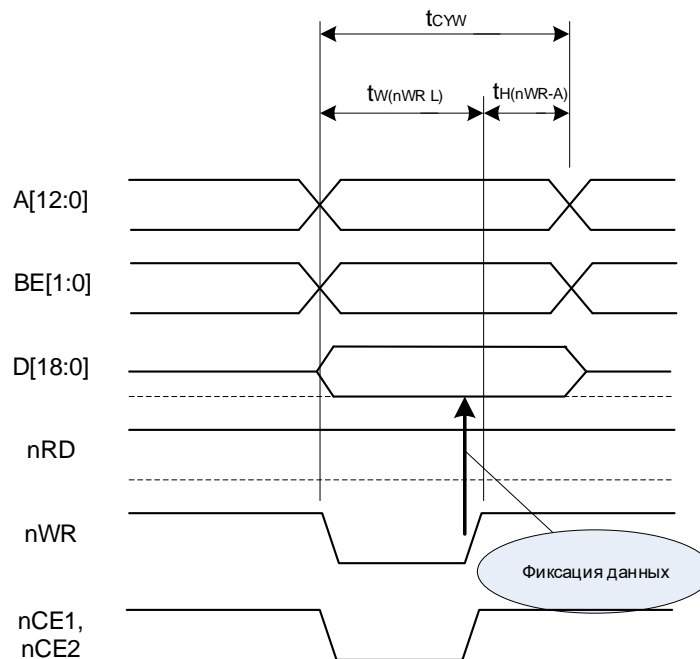 tCYW
tW(nWR L)
tH(nWR-A)
A[12:0]
BE[1:0]
D[18:0]
nRD
nWR
Фиксация данных
nCE1,
nCE2